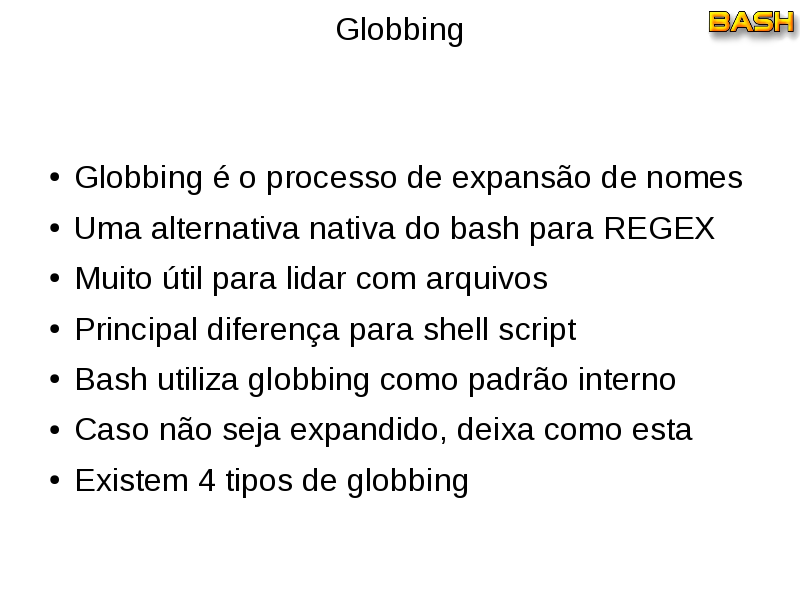 Globbing
BASH
• Globbing é o processo de expansão de nomes
• Uma alternativa nativa do bash para REGEX
• Muito útil para lidar com arquivos
• Principal diferença para shell script
• Bash utiliza globbing como padrão interno
• Caso não seja expandido, deixa como esta
• Existem 4 tipos de globbing